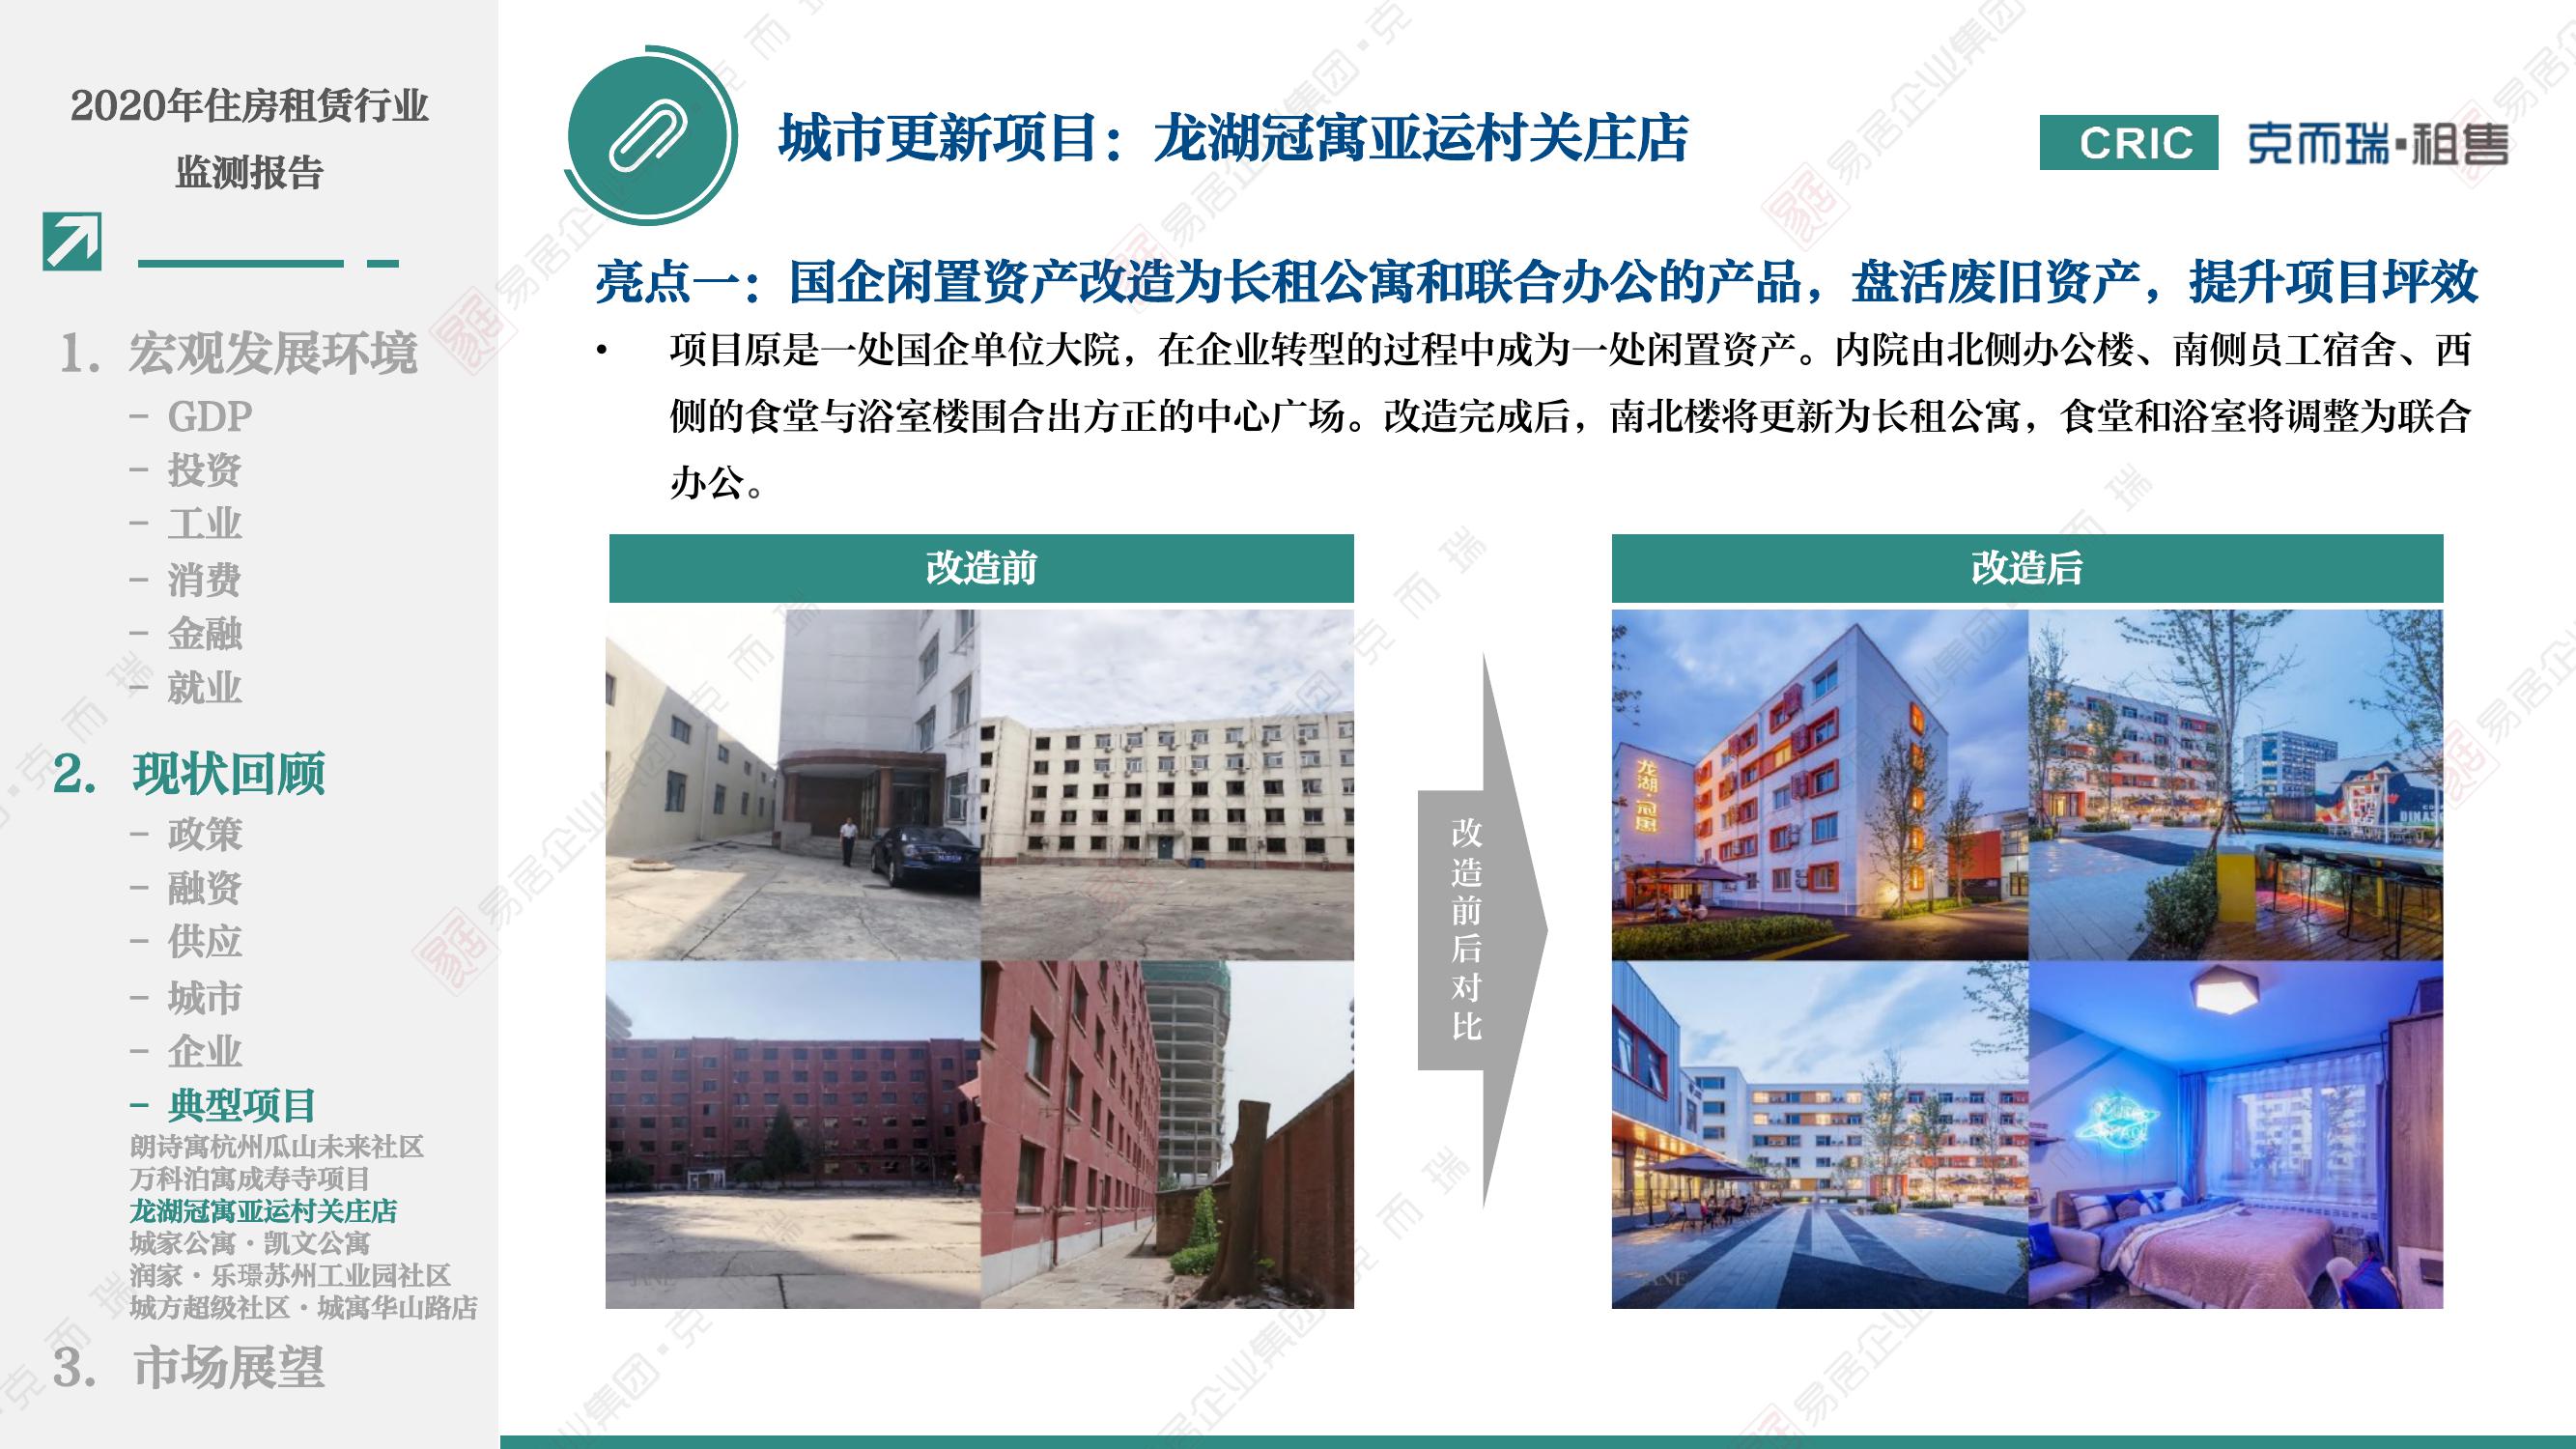 2020年住房租赁行业
监测报告
1. 宏观发展环境
– GDP
– 投资
– 工业
– 消费
– 金融
– 就业
2. 现状回顾
– 政策
– 融资
– 供应
– 城市
– 企业
– 典型项目
朗诗寓杭州瓜山未来社区
万科泊寓成寿寺项目
龙湖冠寓亚运村关庄店
城家公寓·凯文公寓
润家·乐璟苏州工业园社区
城方超级社区·城寓华山路店
3. 市场展望
城市更新项目：龙湖冠寓亚运村关庄店
CRIC 克而瑞·租售
亮点一：国企闲置资产改造为长租公寓和联合办公的产品，盘活废旧资产，提升项目坪效
• 项目原是一处国企单位大院，在企业转型的过程中成为一处闲置资产。内院由北侧办公楼、南侧员工宿舍、西
侧的食堂与浴室楼围合出方正的中心广场。改造完成后，南北楼将更新为长租公寓，食堂和浴室将调整为联合
办公。
改造前
改造前后对比
改造后
龙湖·冠寓
易居企业集团·克而瑞